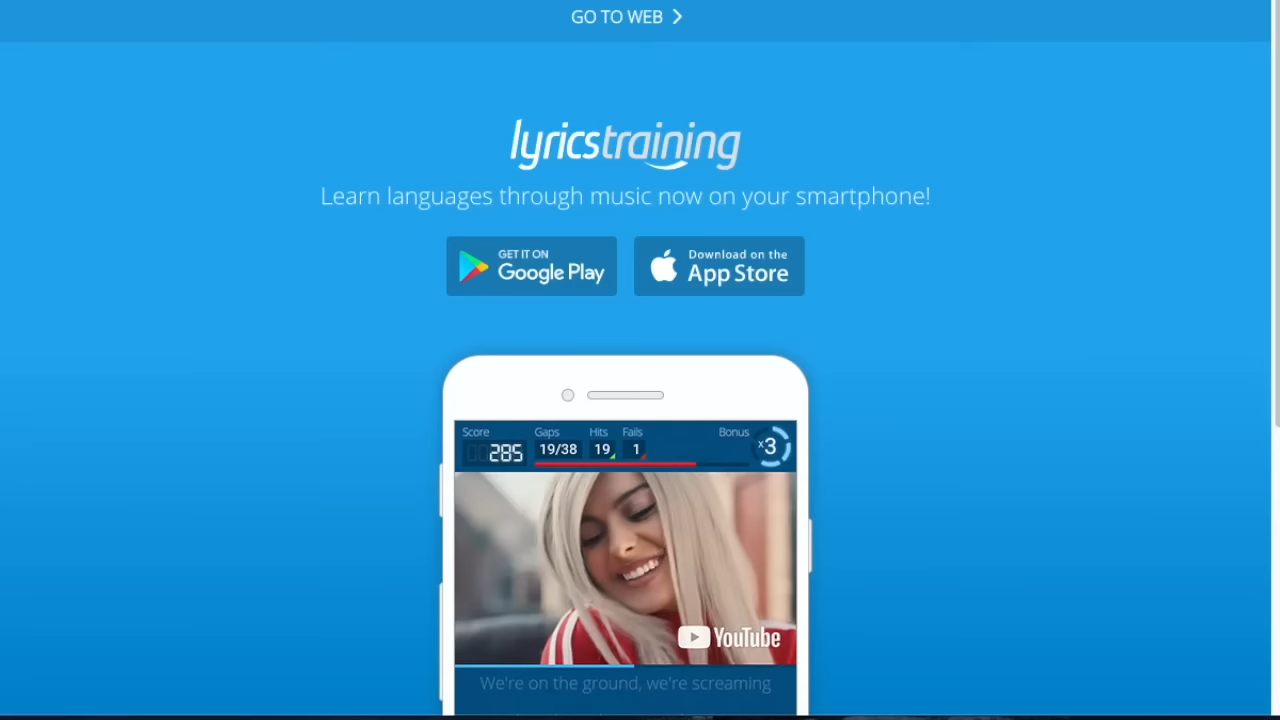 GO TO WEB
lyricstraining
Learn languages through music now on your smartphone!
GET IT ON
Google Play
Download on the
App Store
Score Gaps Hits Fails Bonus
285 19/38 19 1 x3
YouTube
We're on the ground, we're screaming